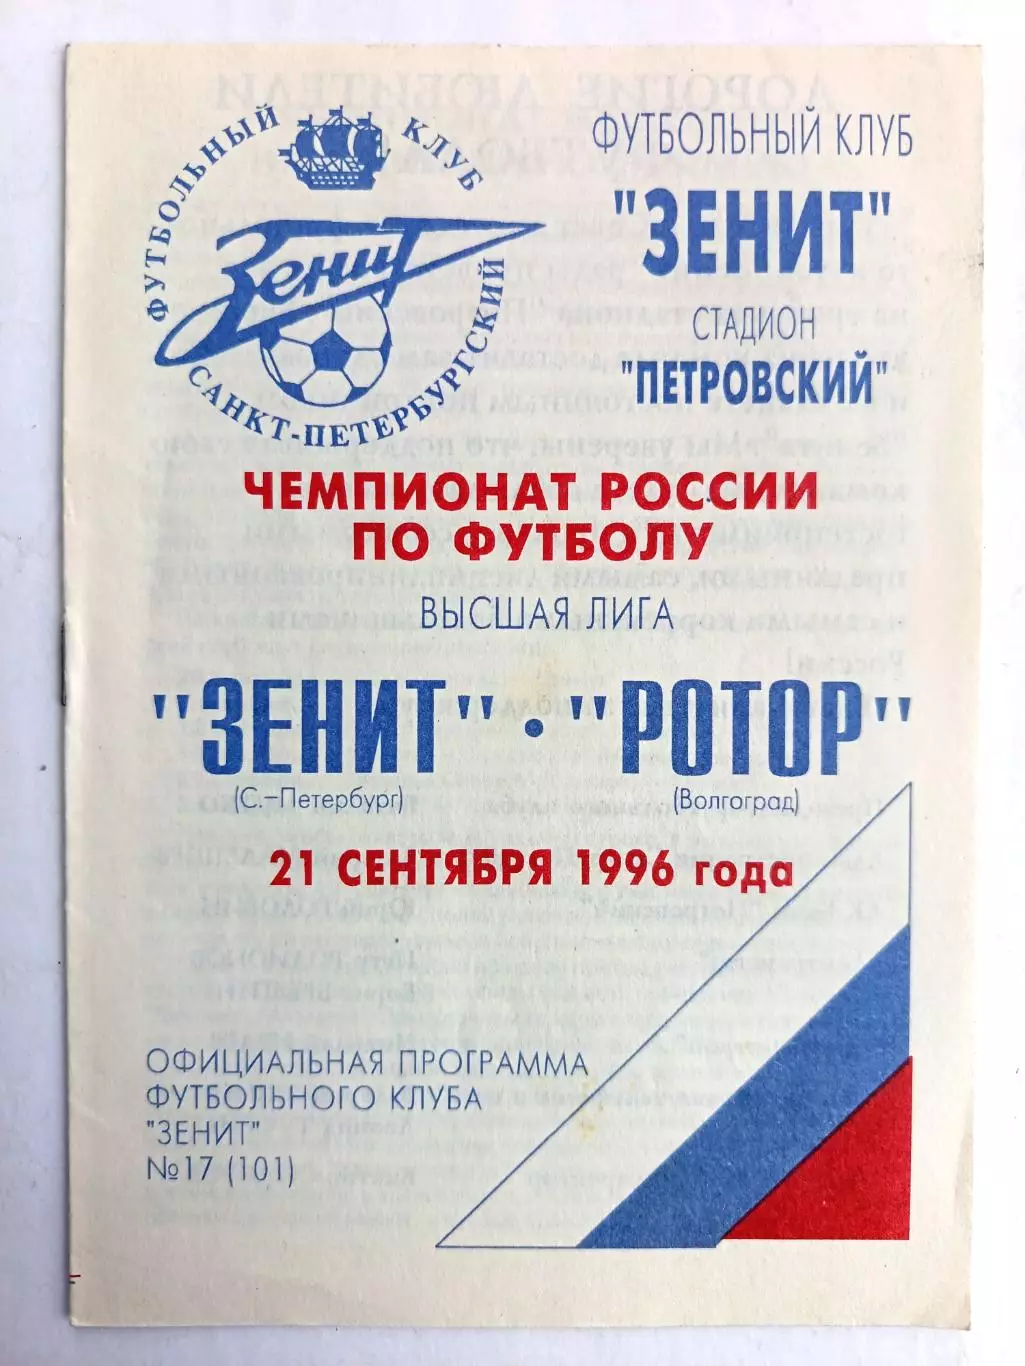 ФУТБОЛЬНЫЙ КЛУБ
Зенит
САНКТ-ПЕТЕРБУРГСКИЙ
ФУТБОЛЬНЫЙ КЛУБ
"ЗЕНИТ"
СТАДИОН
"ПЕТРОВСКИЙ"
ЧЕМПИОНАТ РОССИИ
ПО ФУТБОЛУ
ВЫСШАЯ ЛИГА
"ЗЕНИТ" • "РОТОР"
(С.-Петербург) (Волгоград)
21 СЕНТЯБРЯ 1996 года
ОФИЦИАЛЬНАЯ ПРОГРАММА
ФУТБОЛЬНОГО КЛУБА
"ЗЕНИТ"
№17 (101)